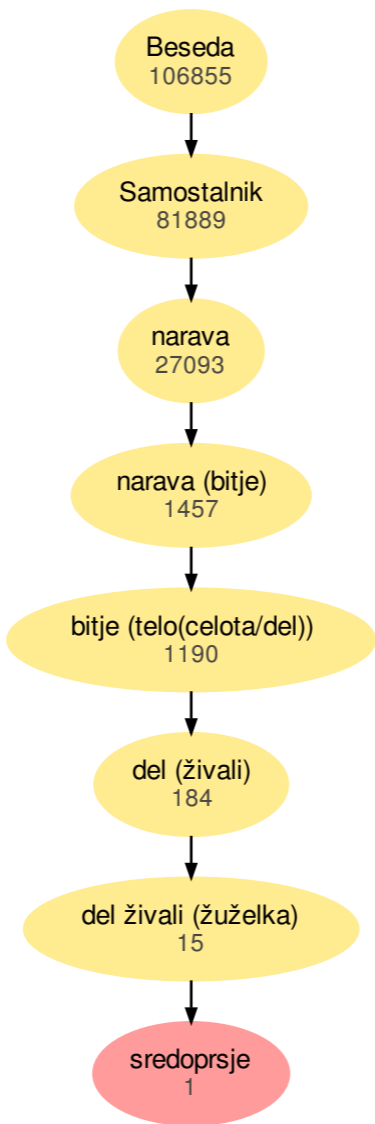 Beseda
106855
Samostalnik
81889
narava
27093
narava (bitje)
1457
bitje (telo(celota/del))
1190
del (živali)
184
del živali (žuželka)
15
sredoprsje
1